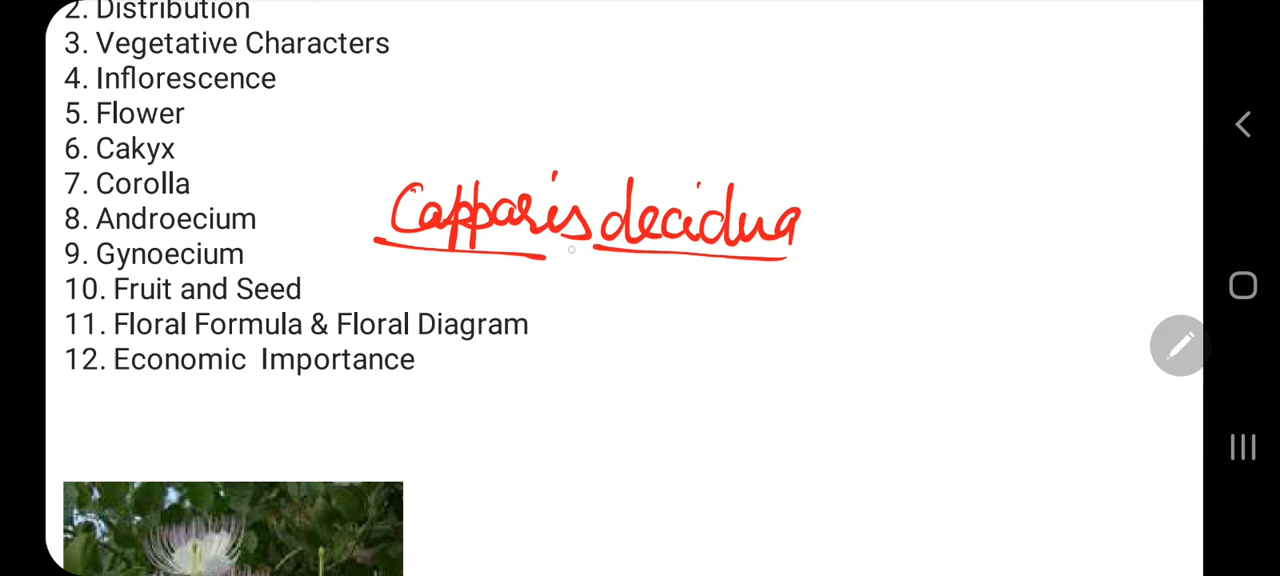 2. Distribution
3. Vegetative Characters
4. Inflorescence
5. Flower
6. Cakyx
7. Corolla
Capparis decidua
8. Androecium
9. Gynoecium
10. Fruit and Seed
11. Floral Formula & Floral Diagram
12. Economic Importance